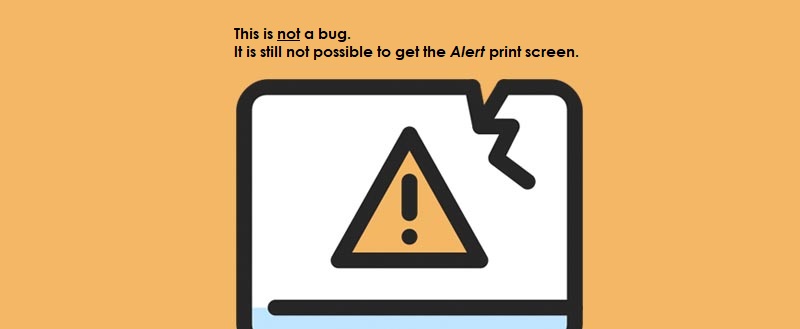 This is not a bug.
It is still not possible to get the Alert print screen.